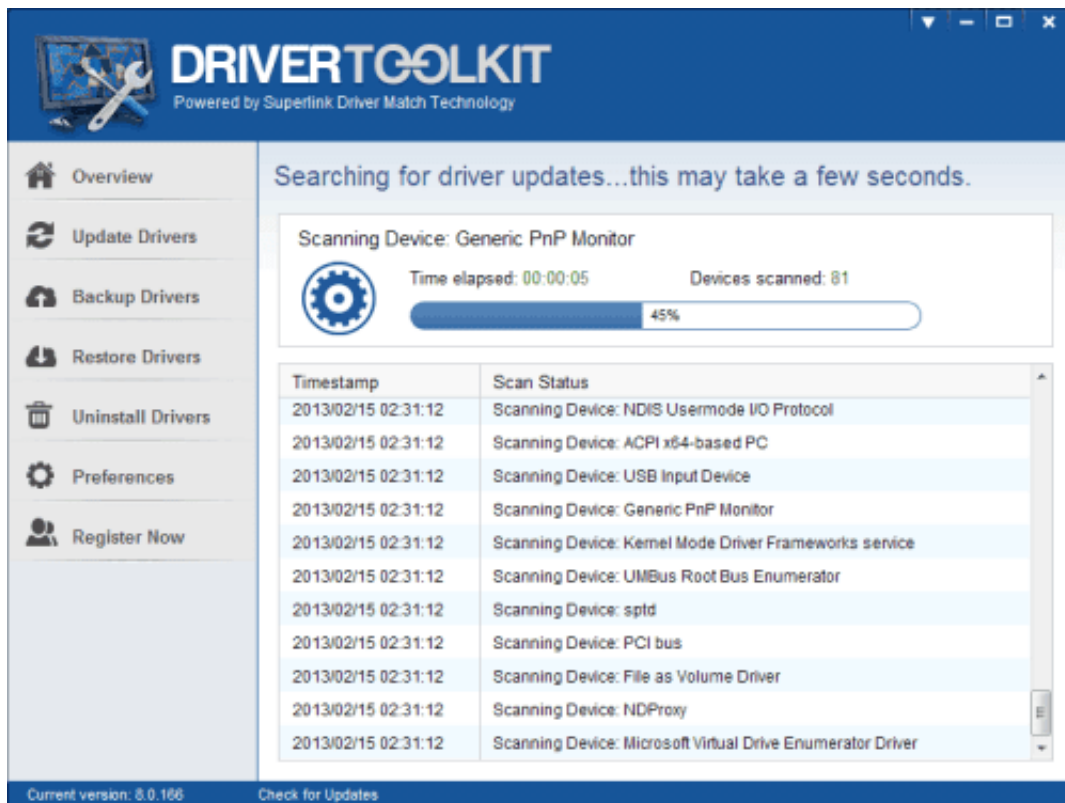 DRIVERTOOLKIT
Powered by Superlink Driver Match Technology
Overview
Update Drivers
Backup Drivers
Restore Drivers
Uninstall Drivers
Preferences
Register Now
Searching for driver updates...this may take a few seconds.
Scanning Device: Generic PnP Monitor
Time elapsed: 00:00:05 Devices scanned: 81
45%
Timestamp Scan Status
2013/02/15 02:31:12 Scanning Device: NDIS Usermode I/O Protocol
2013/02/15 02:31:12 Scanning Device: ACPI x64-based PC
2013/02/15 02:31:12 Scanning Device: USB Input Device
2013/02/15 02:31:12 Scanning Device: Generic PnP Monitor
2013/02/15 02:31:12 Scanning Device: Kernel Mode Driver Frameworks service
2013/02/15 02:31:12 Scanning Device: UMBus Root Bus Enumerator
2013/02/15 02:31:12 Scanning Device: sptd
2013/02/15 02:31:12 Scanning Device: PCI bus
2013/02/15 02:31:12 Scanning Device: File as Volume Driver
2013/02/15 02:31:12 Scanning Device: NDProxy
2013/02/15 02:31:12 Scanning Device: Microsoft Virtual Drive Enumerator Driver
Current version: 8.0.166 Check for Updates